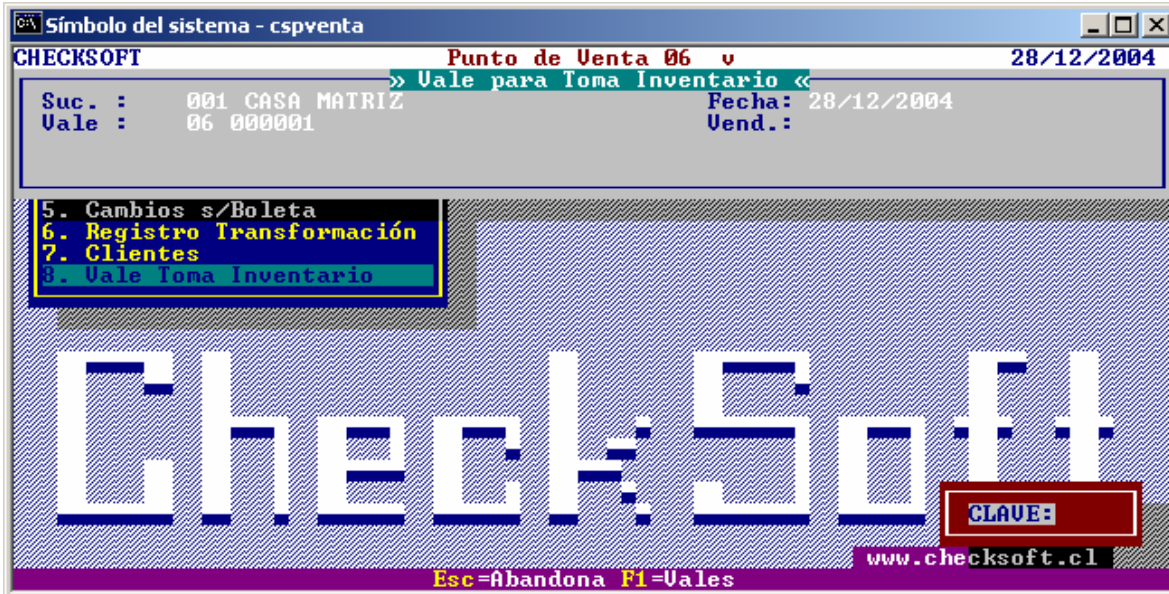 Símbolo del sistema - cspventa
CHECKSOFT Punto de Venta 06 v 28/12/2004
» Vale para Toma Inventario «
Suc. : 001 CASA MATRIZ Fecha: 28/12/2004
Vale : 06 000001 Vend.:
5. Cambios s/Boleta
6. Registro Transformación
7. Clientes
8. Vale Toma Inventario
CheckSoft
CLAVE:
www.checksoft.cl
Esc=Abandona F1=Vales